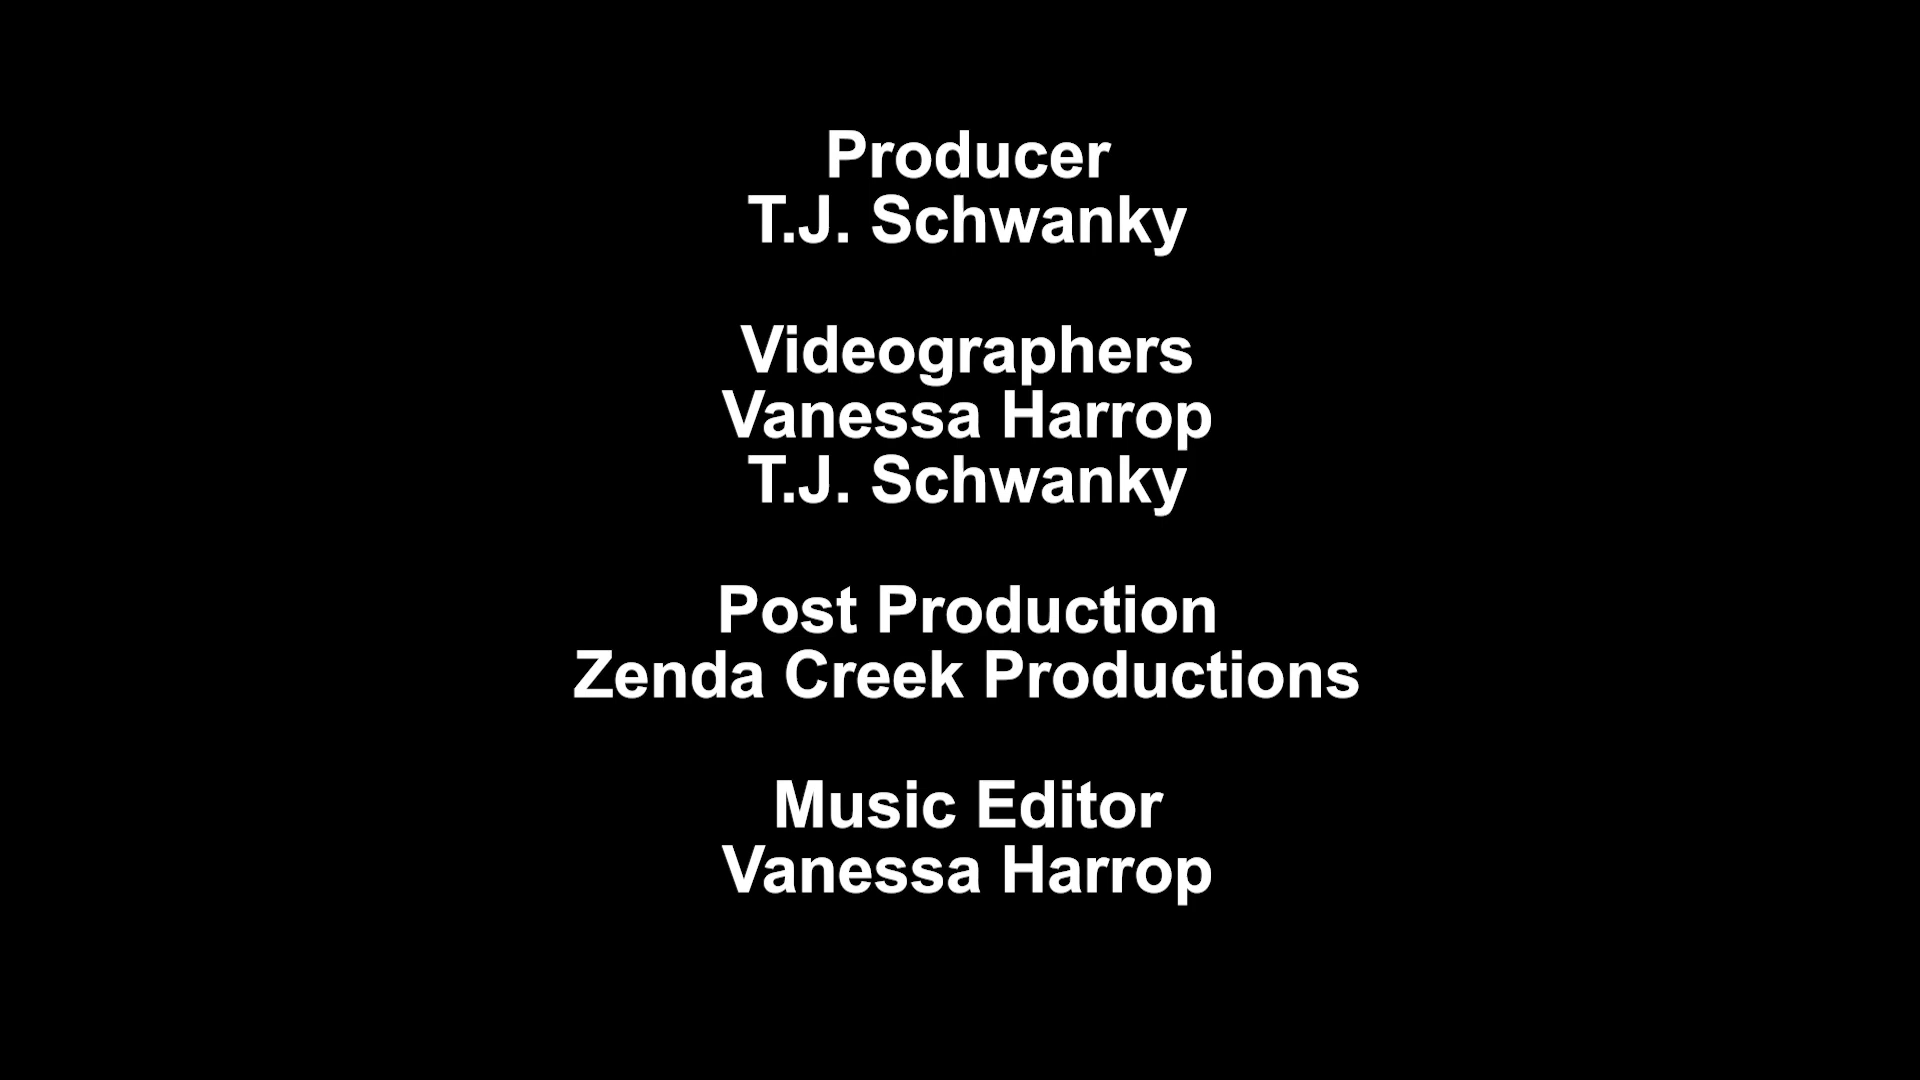 Producer
T.J. Schwanky
Videographers
Vanessa Harrop
T.J. Schwanky
Post Production
Zenda Creek Productions
Music Editor
Vanessa Harrop